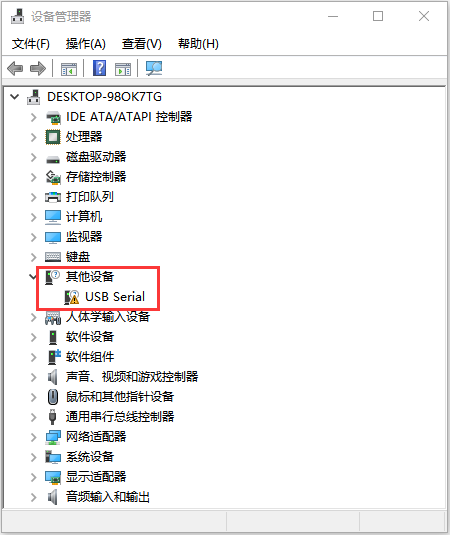 设备管理器
文件(F) 操作(A) 查看(V) 帮助(H)
DESKTOP-98OK7TG
IDE ATA/ATAPI 控制器
处理器
磁盘驱动器
存储控制器
打印队列
计算机
监视器
键盘
其他设备
USB Serial
人体学输入设备
软件设备
软件组件
声音、视频和游戏控制器
鼠标和其他指针设备
通用串行总线控制器
网络适配器
系统设备
显示适配器
音频输入和输出